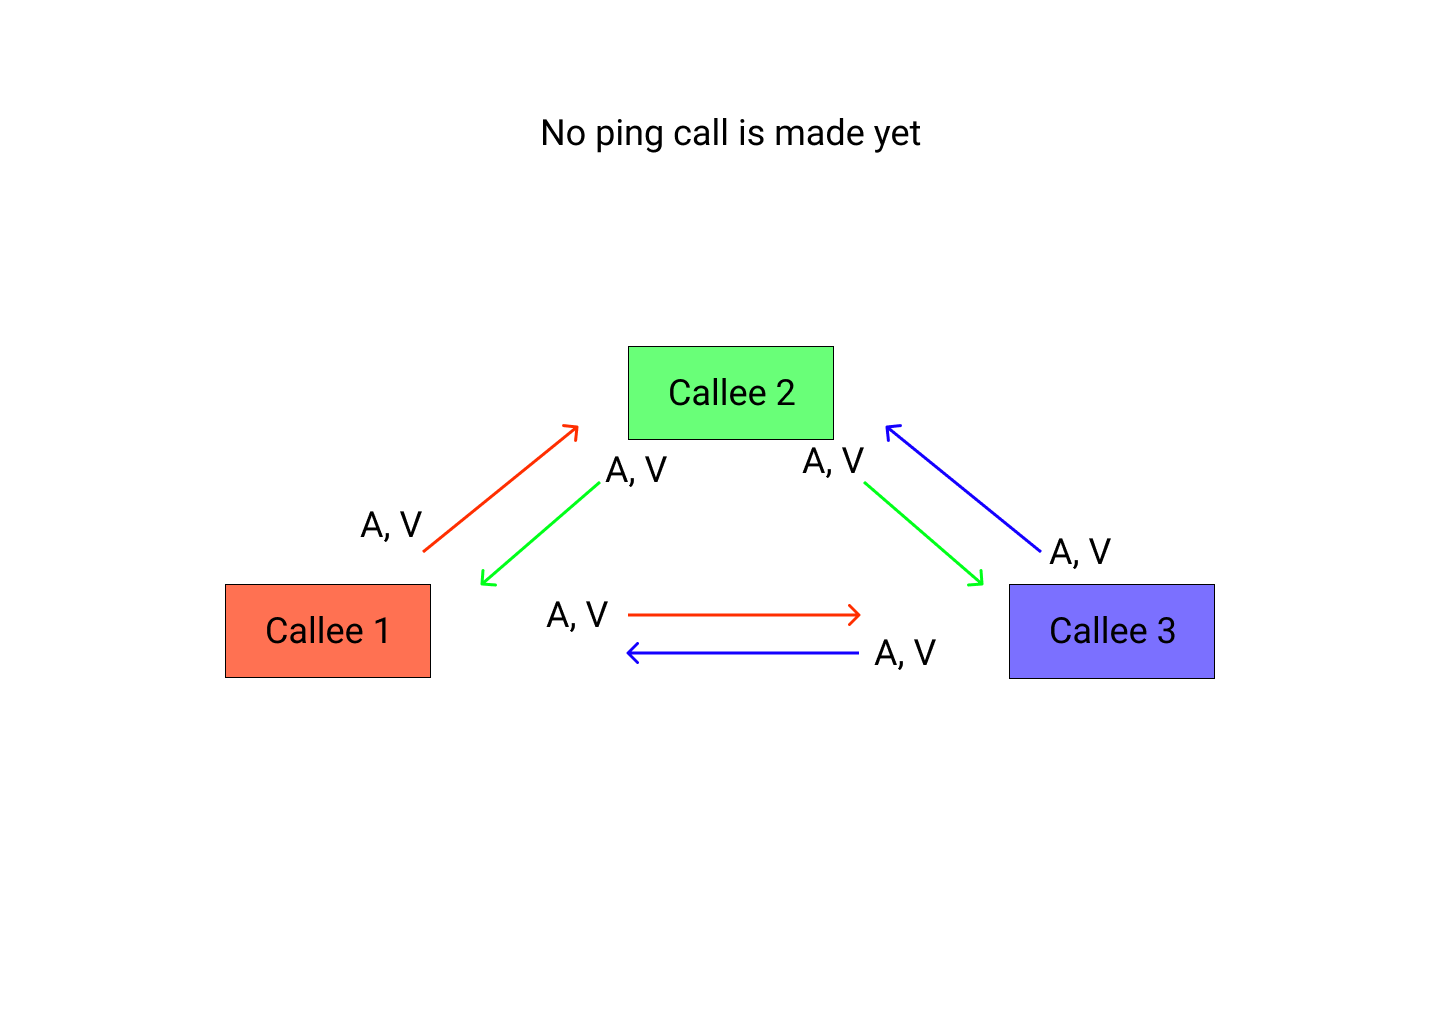 No ping call is made yet
Callee 2
A, V
A, V
A, V
A, V
Callee 1
A, V
Callee 3
A, V